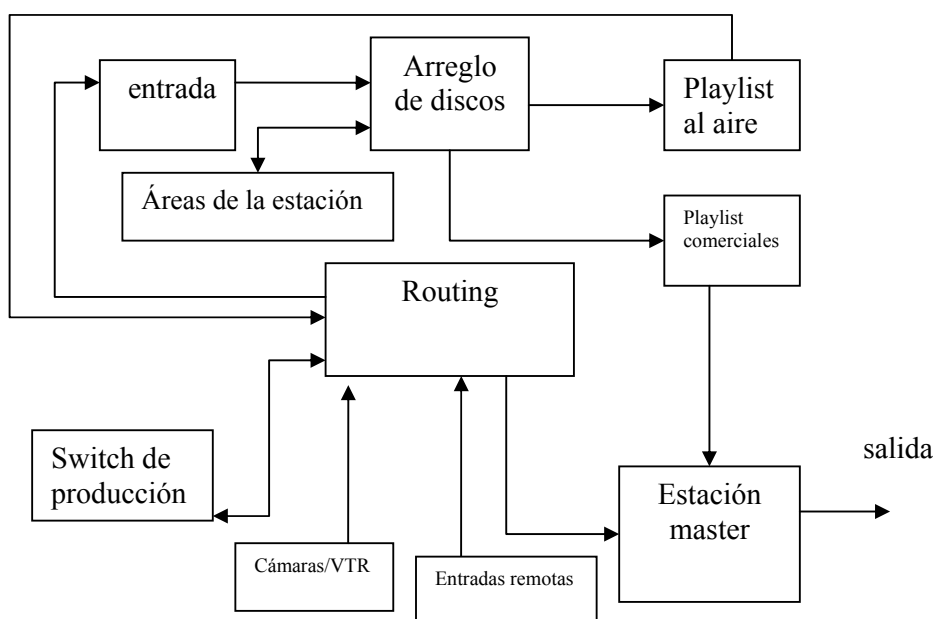 entrada
Arreglo
de discos
Playlist
al aire
Áreas de la estación
Playlist
comerciales
Routing
Switch de
producción
salida
Estación
master
Cámaras/VTR
Entradas remotas